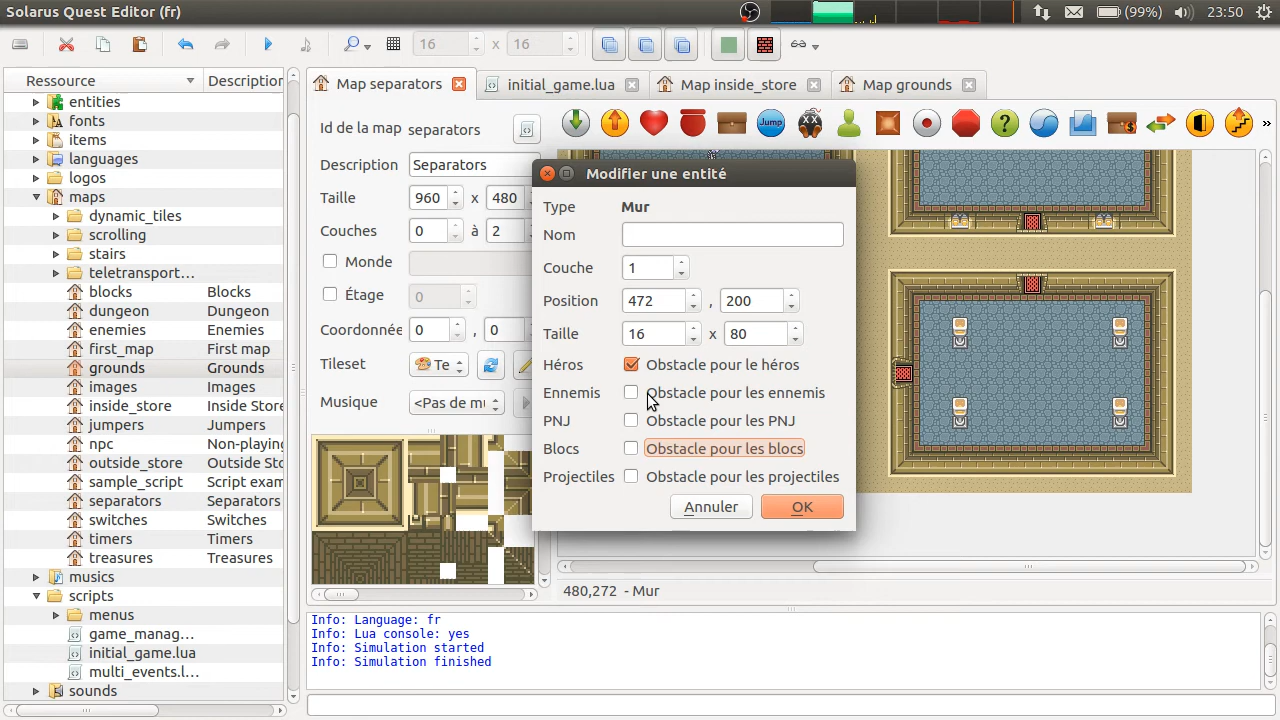 Solarus Quest Editor (fr)
(99%)
23:50
16 x 16
Ressource
Description
entities
fonts
items
languages
logos
maps
dynamic_tiles
scrolling
stairs
teletransport...
blocks Blocks
dungeon Dungeon
enemies Enemies
first_map First map
grounds Grounds
images Images
inside_store Inside Sto
jumpers Jumpers
npc Non-playing
outside_store Outside Sto
sample_script Script exam
separators Separators
switches Switches
timers Timers
treasures Treasures
musics
scripts
menus
game_manag...
initial_game.lua
multi_events.l...
sounds
Map separators
initial_game.lua
Map inside_store
Map grounds
Jump
»
Id de la map separators
Description Separators
Taille 960 x 480
Couches 0 à 2
Monde
Étage 0
Coordonnée 0 , 0
Tileset Te
Musique <Pas de mu
Modifier une entité
Type Mur
Nom
Couche 1
Position 472 , 200
Taille 16 x 80
Héros Obstacle pour le héros
Ennemis Obstacle pour les ennemis
PNJ Obstacle pour les PNJ
Blocs Obstacle pour les blocs
Projectiles Obstacle pour les projectiles
Annuler
OK
480,272 - Mur
Info: Language: fr
Info: Lua console: yes
Info: Simulation started
Info: Simulation finished